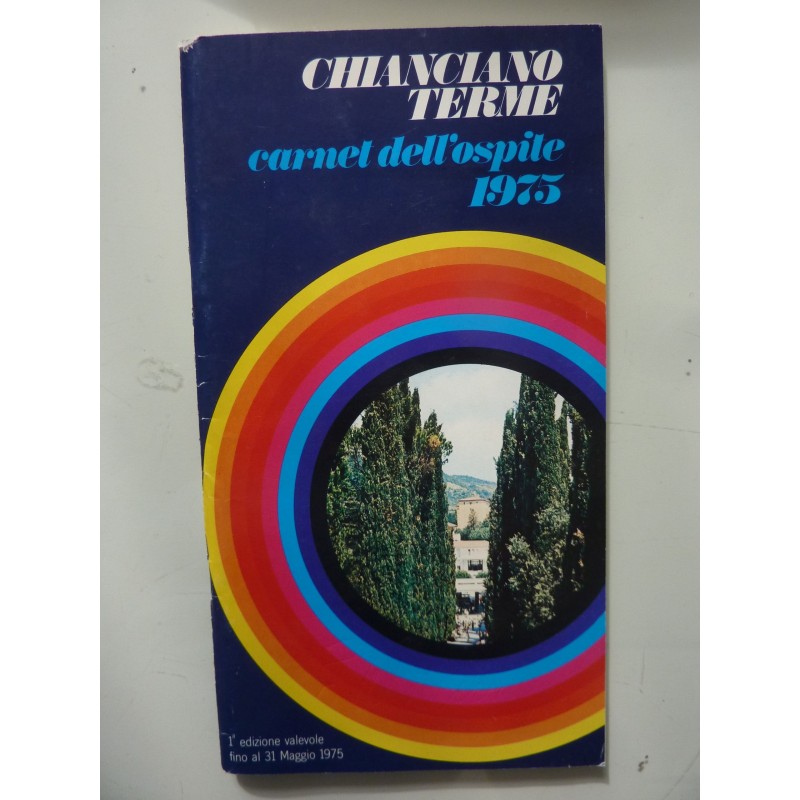 CHIANCIANO
TERME
carnet dell'ospite
1975
1ª edizione valevole
fino al 31 Maggio 1975